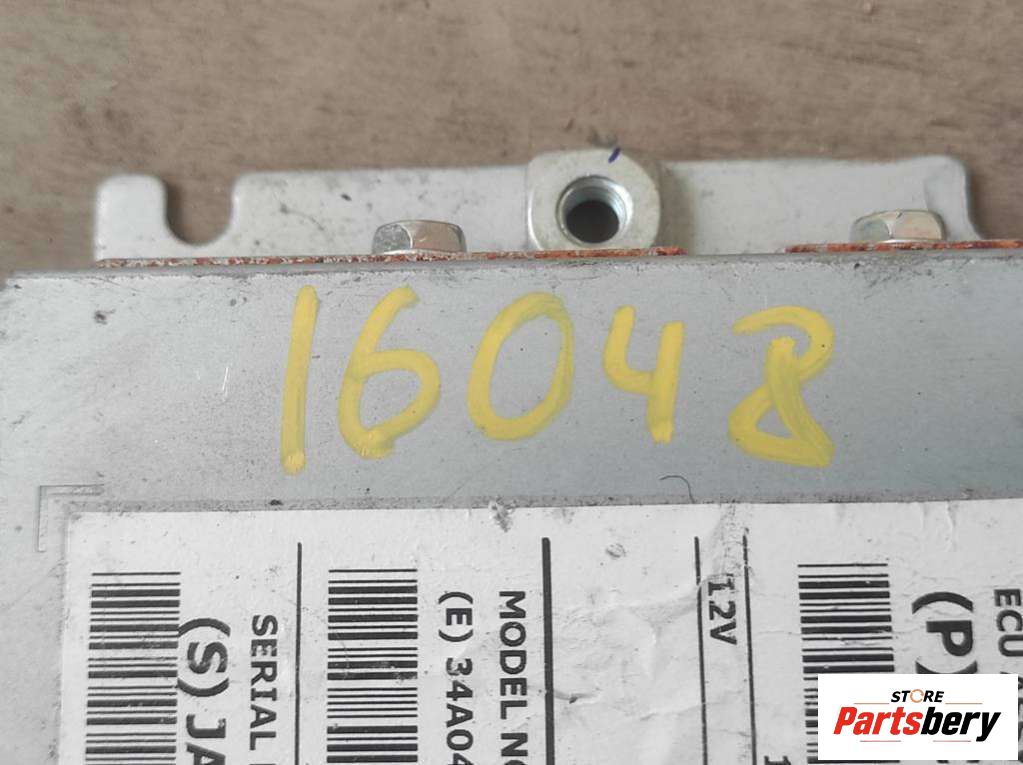 16048
SERIAL
(S) JA
MODEL NO
(E) 34A04
12V
ECU
(P)
STORE
Partsbery